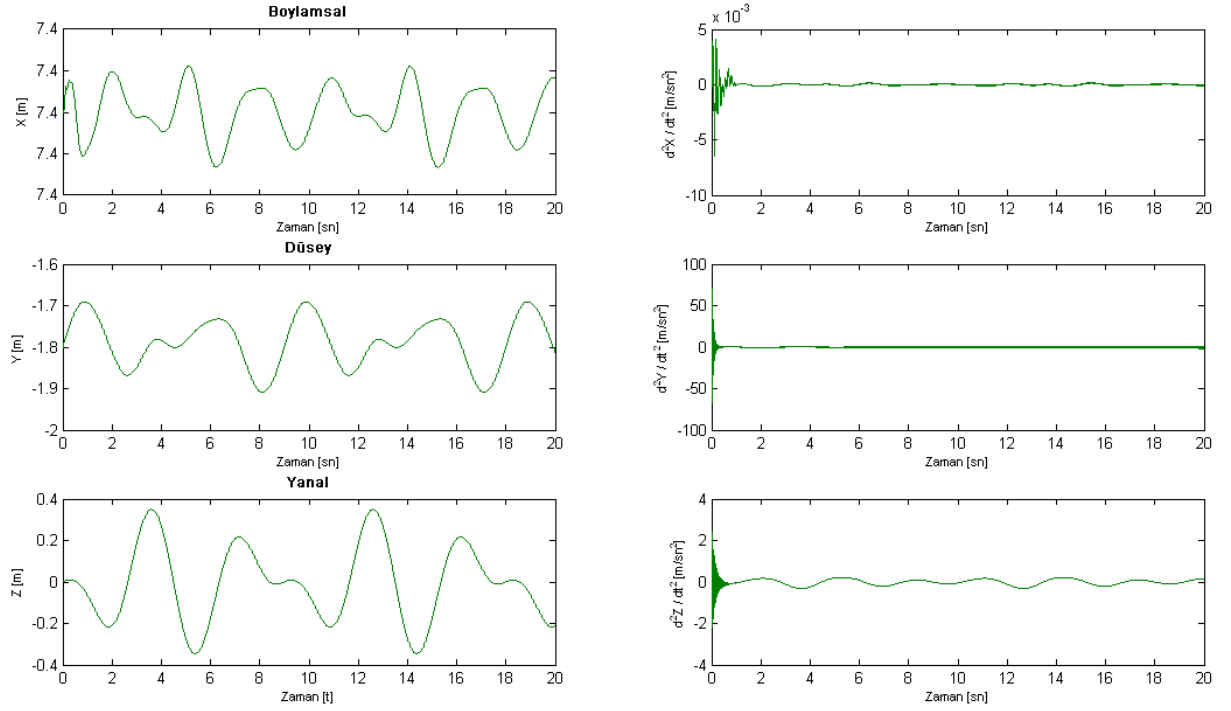 Boylamsal
7.4
7.4
7.4
7.4
7.4
X [m]
0 2 4 6 8 10 12 14 16 18 20
Zaman [sn]
x 10⁻³
5
0
-5
-10
d²X / dt² [m/sn²]
0 2 4 6 8 10 12 14 16 18 20
Zaman [sn]
Düsey
-1.6
-1.7
-1.8
-1.9
-2
Y [m]
0 2 4 6 8 10 12 14 16 18 20
Zaman [sn]
100
50
0
-50
-100
d²Y / dt² [m/sn²]
0 2 4 6 8 10 12 14 16 18 20
Zaman [sn]
Yanal
0.4
0.2
0
-0.2
-0.4
Z [m]
0 2 4 6 8 10 12 14 16 18 20
Zaman [t]
4
2
0
-2
-4
d²Z / dt² [m/sn²]
0 2 4 6 8 10 12 14 16 18 20
Zaman [sn]